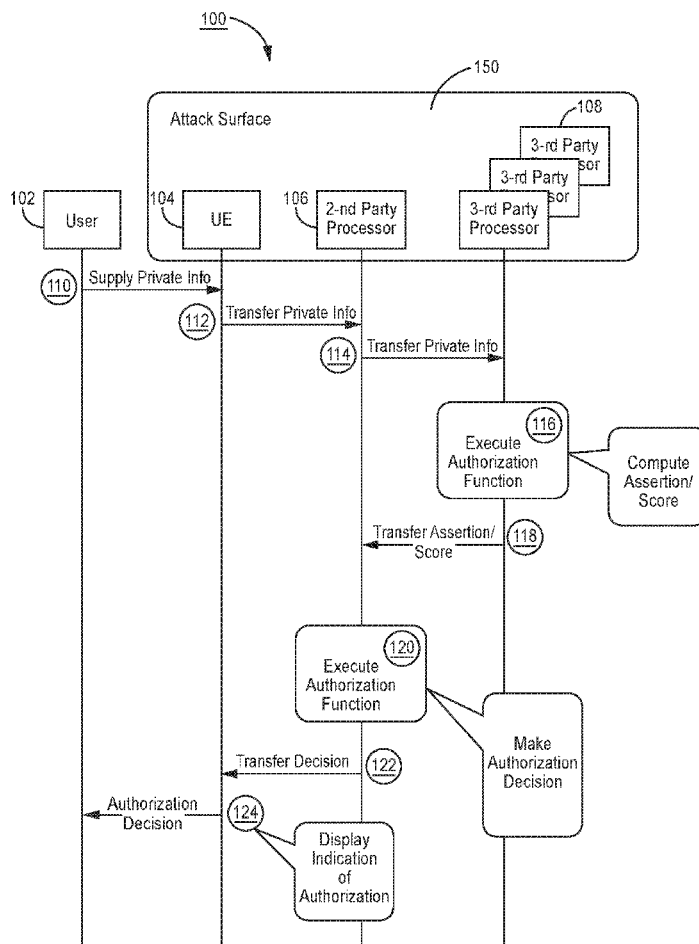 100
150
Attack Surface
108
3-rd Party
3-rd Party
102
User
104
UE
106
2-nd Party
Processor
3-rd Party
Processor
110
Supply Private Info
112
Transfer Private Info
114
Transfer Private Info
116
Execute
Authorization
Function
Compute
Assertion/
Score
Transfer Assertion/
Score
118
120
Execute
Authorization
Function
Make
Authorization
Decision
Transfer Decision
122
Authorization
Decision
124
Display
Indication
of
Authorization